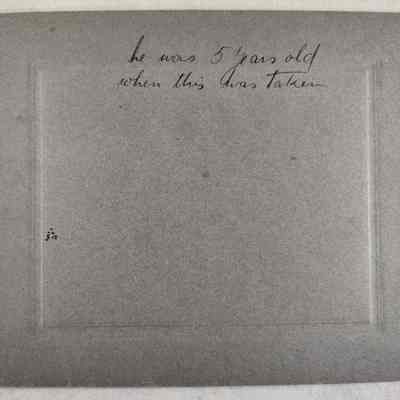 he was 5 years old
when this was taken